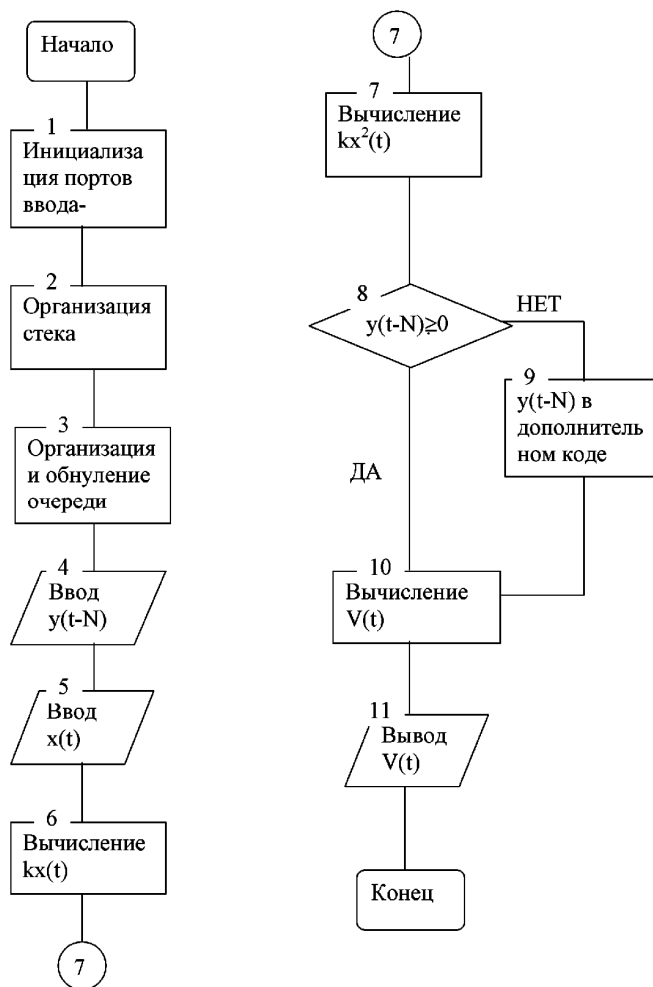 Начало
1
Инициализа
ция портов
ввода-
2
Организация
стека
3
Организация
и обнуление
очереди
4
Ввод
y(t-N)
5
Ввод
x(t)
6
Вычисление
kx(t)
7
7
7
Вычисление
kx²(t)
8
y(t-N)≥0
НЕТ
9
y(t-N) в
дополнитель
ном коде
ДА
10
Вычисление
V(t)
11
Вывод
V(t)
Конец